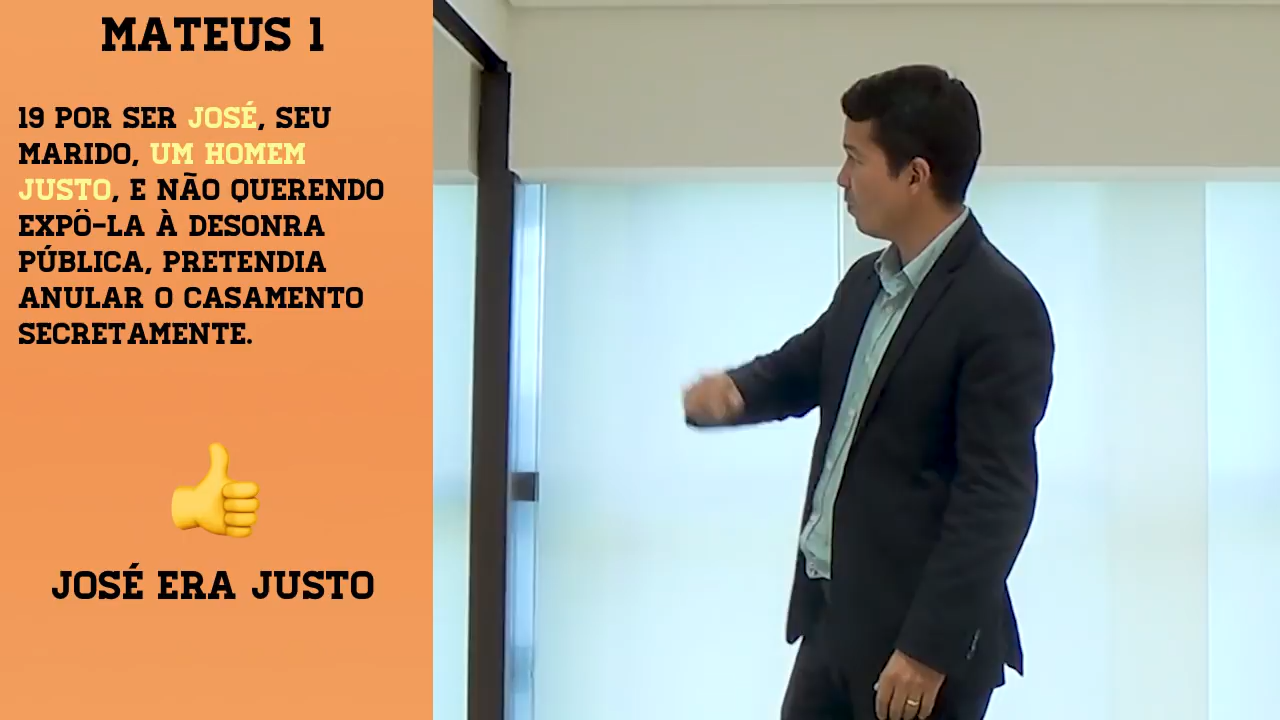 MATEUS 1
19 POR SER JOSÉ, SEU
MARIDO, UM HOMEM
JUSTO, E NÃO QUERENDO
EXPÔ-LA À DESONRA
PÚBLICA, PRETENDIA
ANULAR O CASAMENTO
SECRETAMENTE.
JOSÉ ERA JUSTO